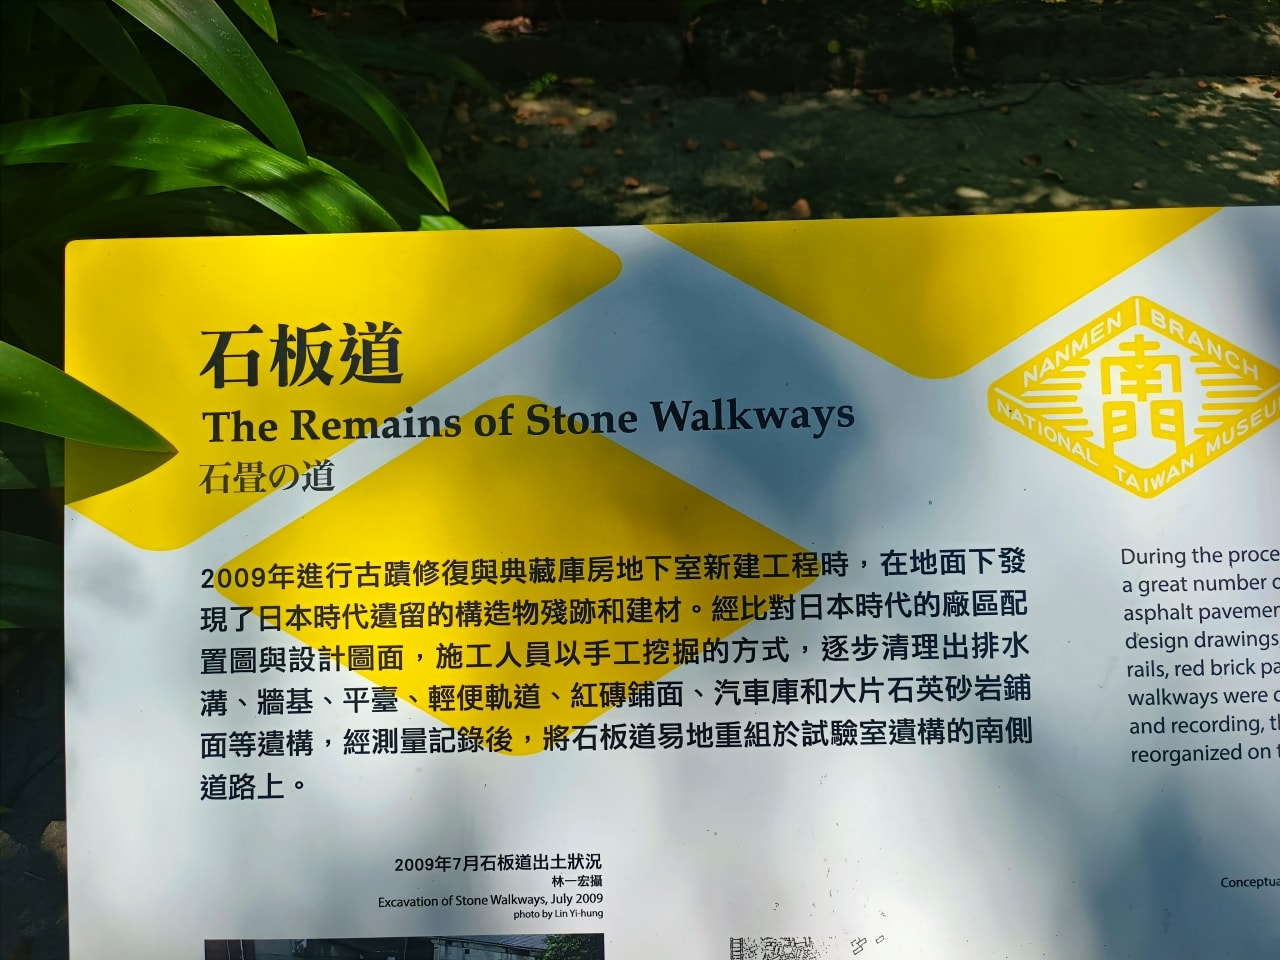 石板道
The Remains of Stone Walkways
石畳の道
NANMEN BRANCH
南門
NATIONAL TAIWAN MUSEU
2009年進行古蹟修復與典藏庫房地下室新建工程時，在地面下發
現了日本時代遺留的構造物殘跡和建材。經比對日本時代的廠區配
置圖與設計圖面，施工人員以手工挖掘的方式，逐步清理出排水
溝、牆基、平臺、輕便軌道、紅磚鋪面、汽車庫和大片石英砂岩鋪
面等遺構，經測量記錄後，將石板道易地重組於試驗室遺構的南側
道路上。
During the proce
a great number o
asphalt pavemen
design drawings,
rails, red brick pa
walkways were c
and recording, t
reorganized on t
2009年7月石板道出土狀況
林一宏攝
Excavation of Stone Walkways, July 2009
photo by Lin Yi-hung
Conceptua